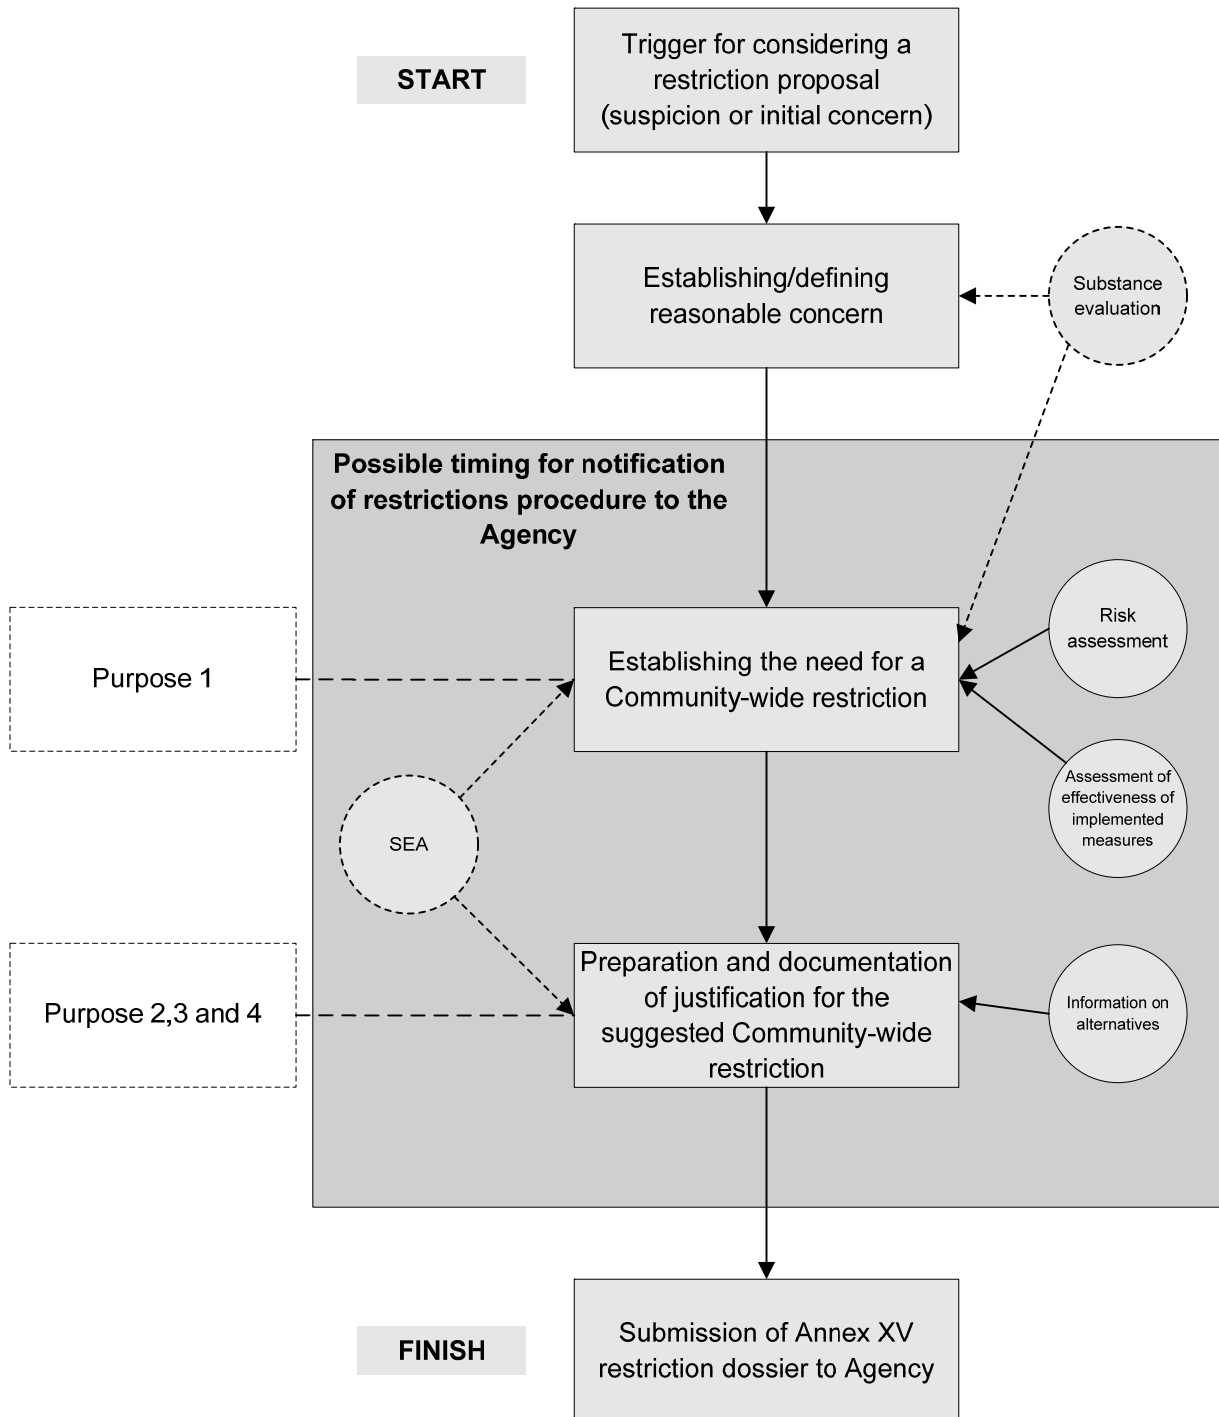 START
Trigger for considering a
restriction proposal
(suspicion or initial concern)
Establishing/defining
reasonable concern
Substance
evaluation
Possible timing for notification
of restrictions procedure to the
Agency
Purpose 1
Establishing the need for a
Community-wide restriction
Risk
assessment
Assessment of
effectiveness of
implemented
measures
SEA
Purpose 2,3 and 4
Preparation and documentation
of justification for the
suggested Community-wide
restriction
Information on
alternatives
FINISH
Submission of Annex XV
restriction dossier to Agency